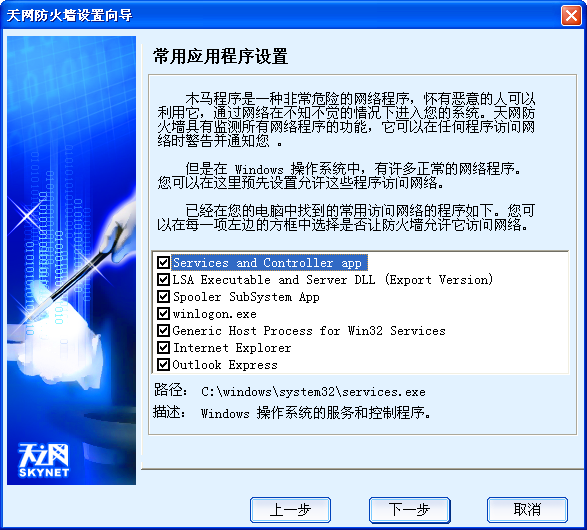 天网防火墙设置向导
常用应用程序设置
木马程序是一种非常危险的网络程序，怀有恶意的人可以
利用它，通过网络在不知不觉的情况下进入您的系统。天网防
火墙具有监测所有网络程序的功能，它可以在任何程序访问网
络时警告并通知您 。
但是在 Windows 操作系统中，有许多正常的网络程序。
您可以在这里预先设置允许这些程序访问网络。
已经在您的电脑中找到的常用访问网络的程序如下。您可
以在每一项左边的方框中选择是否让防火墙允许它访问网络。
Services and Controller app
LSA Executable and Server DLL (Export Version)
Spooler SubSystem App
winlogon.exe
Generic Host Process for Win32 Services
Internet Explorer
Outlook Express
路径： C:\windows\system32\services.exe
描述： Windows 操作系统的服务和控制程序。
天网
SKYNET
上一步 下一步 取消